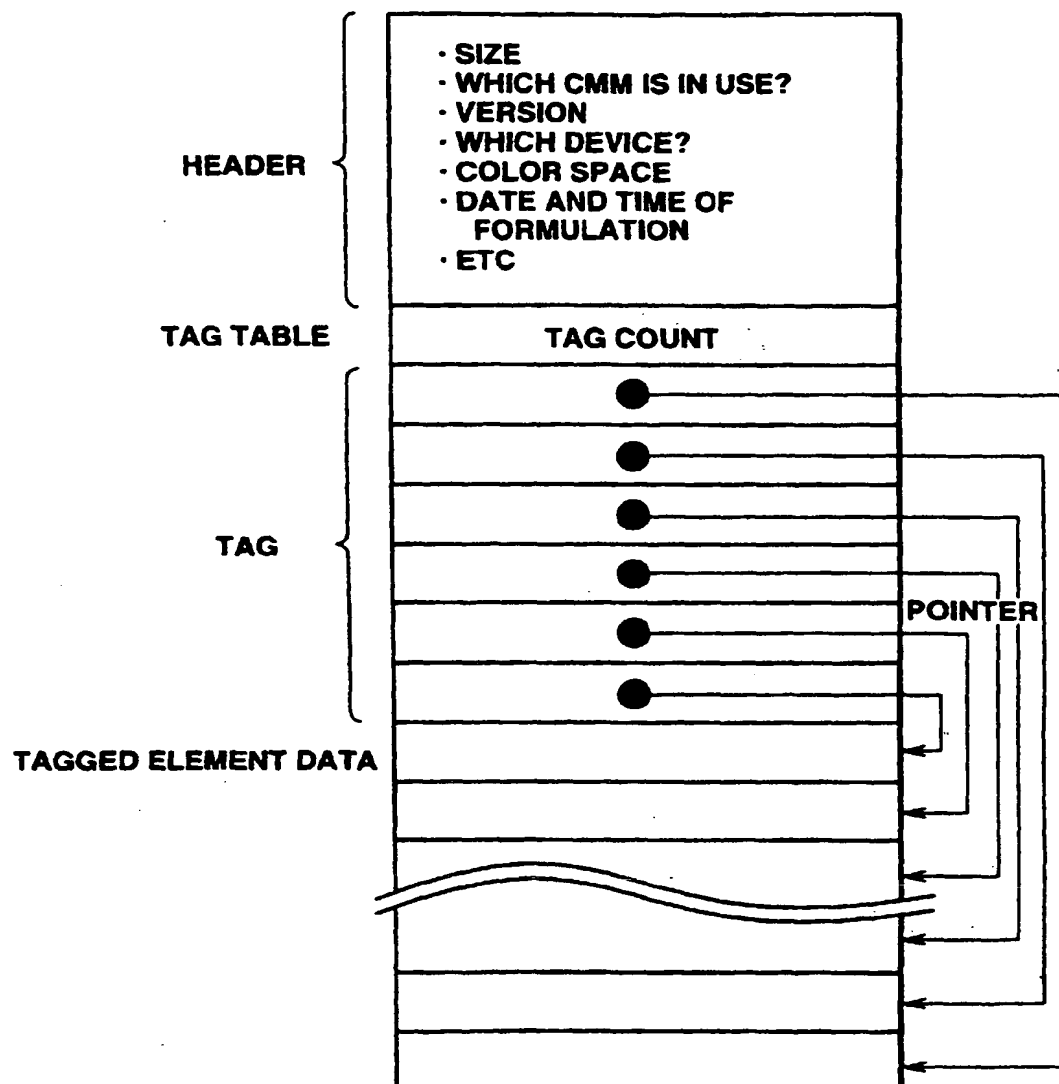 · SIZE
· WHICH CMM IS IN USE?
· VERSION
· WHICH DEVICE?
HEADER
· COLOR SPACE
· DATE AND TIME OF
FORMULATION
· ETC
TAG TABLE
TAG COUNT
TAG
POINTER
TAGGED ELEMENT DATA